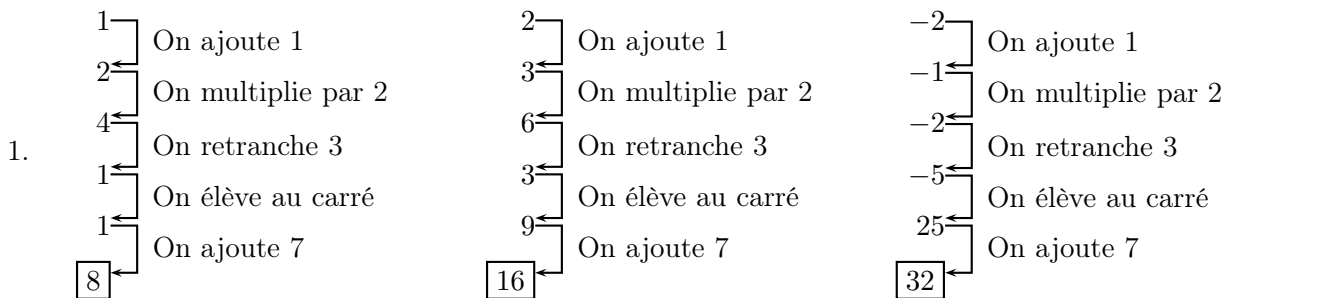 1.
1
On ajoute 1
2
On multiplie par 2
4
On retranche 3
1
On élève au carré
1
On ajoute 7
8
2
On ajoute 1
3
On multiplie par 2
6
On retranche 3
3
On élève au carré
9
On ajoute 7
16
−2
On ajoute 1
−1
On multiplie par 2
−2
On retranche 3
−5
On élève au carré
25
On ajoute 7
32